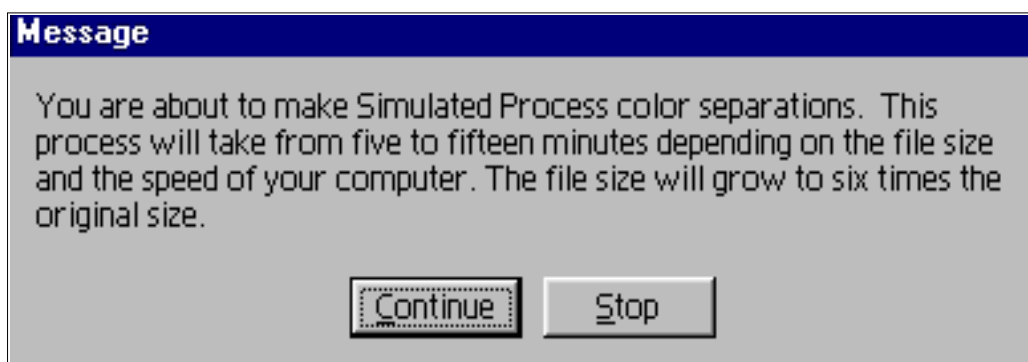 Message
You are about to make Simulated Process color separations.  This
process will take from five to fifteen minutes depending on the file size
and the speed of your computer. The file size will grow to six times the
original size.
Continue
Stop